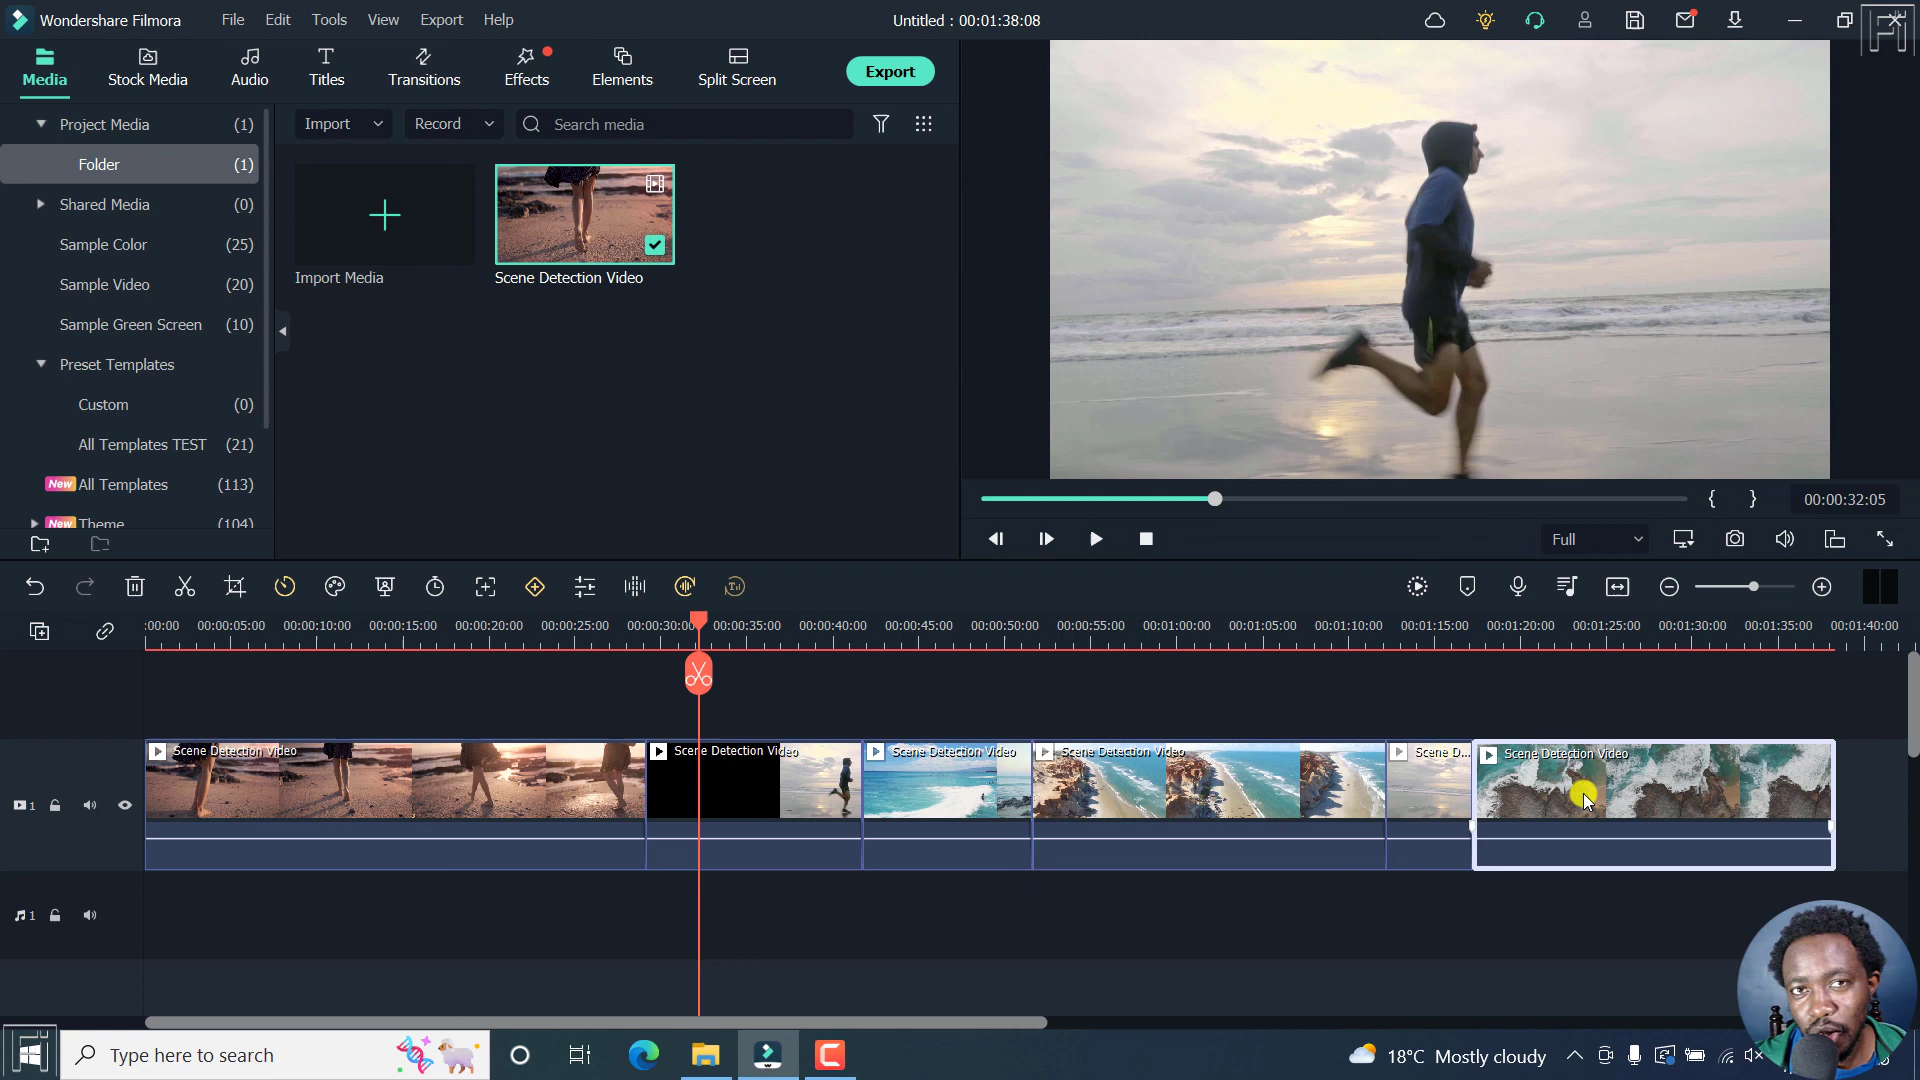 Wondershare Filmora File Edit Tools View Export Help Untitled : 00:01:38:08
Media Stock Media Audio Titles Transitions Effects Elements Split Screen Export
Project Media (1)
Folder (1)
Shared Media (0)
Sample Color (25)
Sample Video (20)
Sample Green Screen (10)
Preset Templates
Custom (0)
All Templates TEST (21)
New All Templates (113)
New Theme (104)
Import Record Search media
Import Media Scene Detection Video
00:00:32:05
Full
:00:00 00:00:05:00 00:00:10:00 00:00:15:00 00:00:20:00 00:00:25:00 00:00:30:0 00:00:35:00 00:00:40:00 00:00:45:00 00:00:50:00 00:00:55:00 00:01:00:00 00:01:05:00 00:01:10:00 00:01:15:00 00:01:20:00 00:01:25:00 00:01:30:00 00:01:35:00 00:01:40:00
Scene Detection Video Scene Detection Video Scene Detection Video Scene Detection Video Scene D... Scene Detection Video
1
1
Type here to search 18°C Mostly cloudy